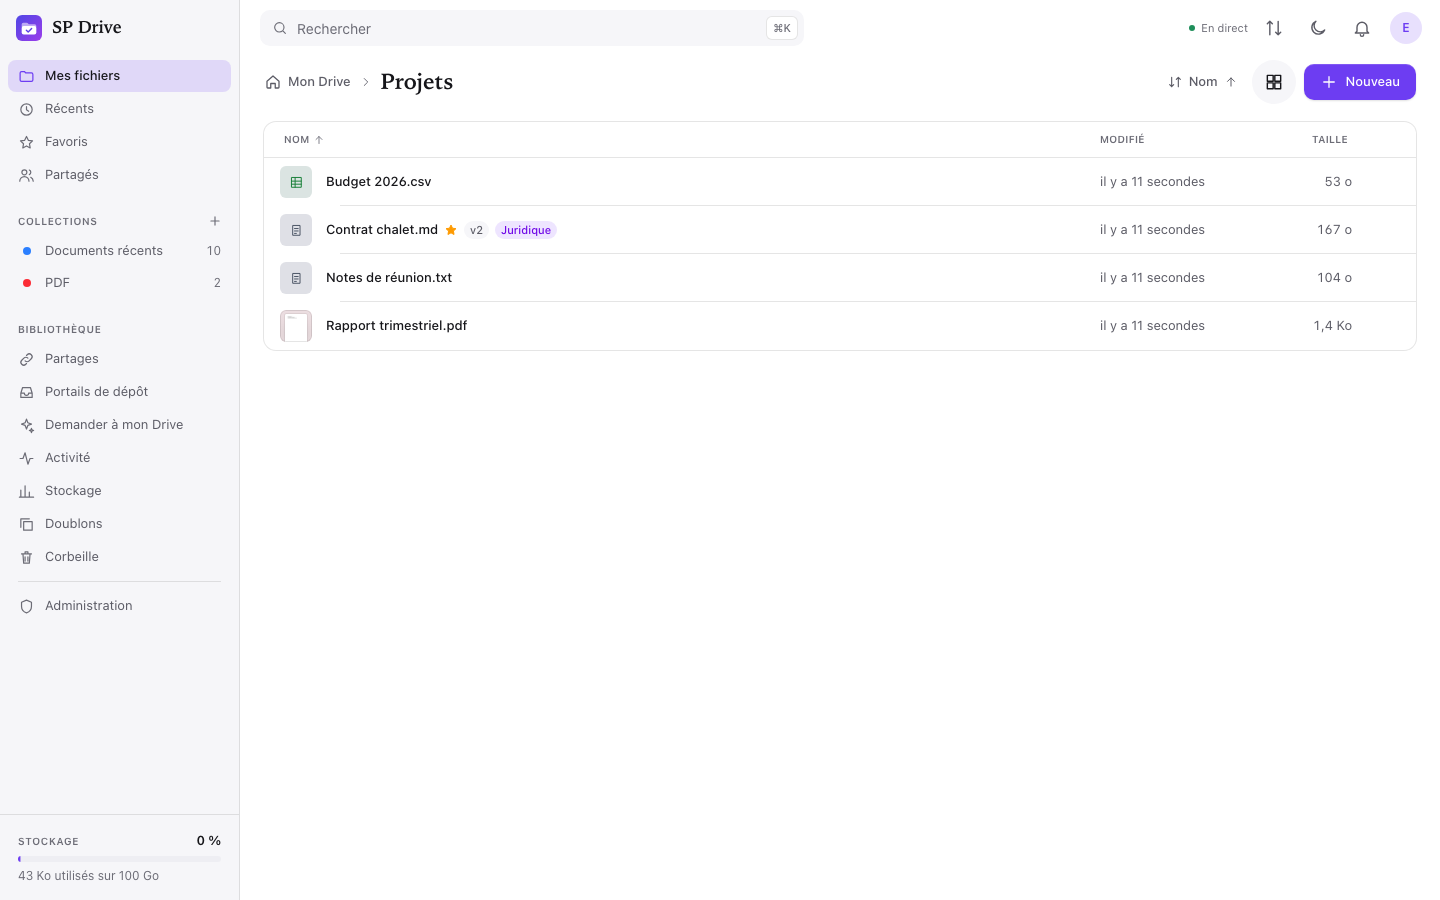 SP Drive
Rechercher
⌘K
En direct
E
Mes fichiers
Récents
Favoris
Partagés
COLLECTIONS
Documents récents 10
PDF 2
BIBLIOTHÈQUE
Partages
Portails de dépôt
Demander à mon Drive
Activité
Stockage
Doublons
Corbeille
Administration
STOCKAGE 0 %
43 Ko utilisés sur 100 Go
Mon Drive
Projets
Nom
Nouveau
NOM MODIFIÉ TAILLE
Budget 2026.csv il y a 11 secondes 53 o
Contrat chalet.md v2 Juridique il y a 11 secondes 167 o
Notes de réunion.txt il y a 11 secondes 104 o
Rapport trimestriel.pdf il y a 11 secondes 1,4 Ko